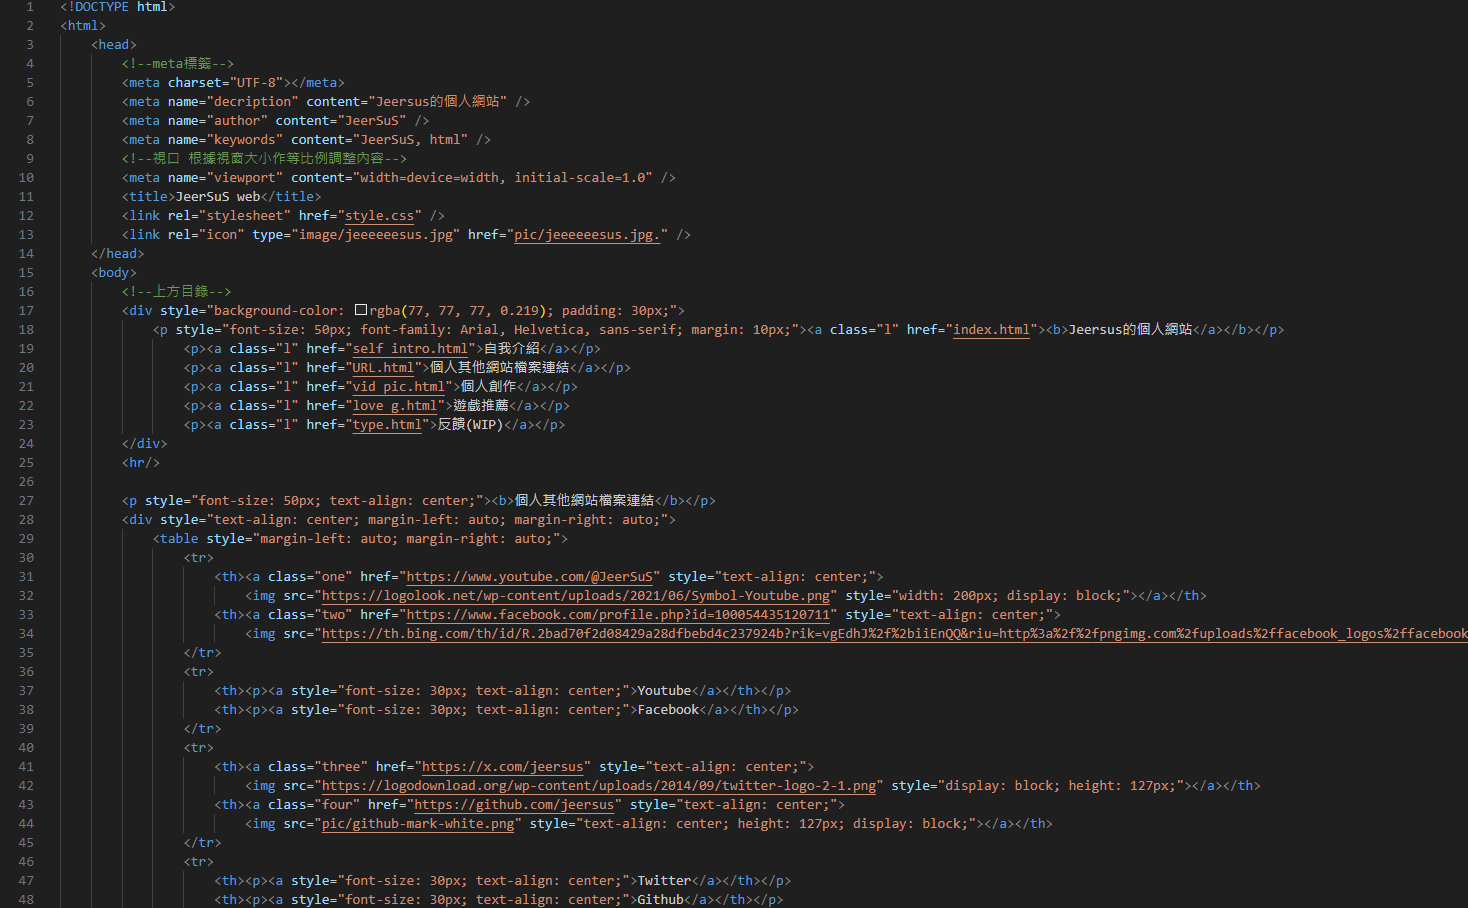 1 <!DOCTYPE html>
2 <html>
3 <head>
4 <!--meta標籤-->
5 <meta charset="UTF-8"></meta>
6 <meta name="decription" content="Jeersus的個人網站" />
7 <meta name="author" content="JeerSuS" />
8 <meta name="keywords" content="JeerSuS, html" />
9 <!--視口 根據視窗大小作等比例調整內容-->
10 <meta name="viewport" content="width=device=width, initial-scale=1.0" />
11 <title>JeerSuS web</title>
12 <link rel="stylesheet" href="style.css" />
13 <link rel="icon" type="image/jeeeeeesus.jpg" href="pic/jeeeeeesus.jpg." />
14 </head>
15 <body>
16 <!--上方目錄-->
17 <div style="background-color: rgba(77, 77, 77, 0.219); padding: 30px;">
18 <p style="font-size: 50px; font-family: Arial, Helvetica, sans-serif; margin: 10px;"><a class="l" href="index.html"><b>Jeersus的個人網站</a></b></p>
19 <p><a class="l" href="self_intro.html">自我介紹</a></p>
20 <p><a class="l" href="URL.html">個人其他網站檔案連結</a></p>
21 <p><a class="l" href="vid_pic.html">個人創作</a></p>
22 <p><a class="l" href="love_g.html">遊戲推薦</a></p>
23 <p><a class="l" href="type.html">反饋(WIP)</a></p>
24 </div>
25 <hr/>
26
27 <p style="font-size: 50px; text-align: center;"><b>個人其他網站檔案連結</b></p>
28 <div style="text-align: center; margin-left: auto; margin-right: auto;">
29 <table style="margin-left: auto; margin-right: auto;">
30 <tr>
31 <th><a class="one" href="https://www.youtube.com/@JeerSuS" style="text-align: center;">
32 <img src="https://logolook.net/wp-content/uploads/2021/06/Symbol-Youtube.png" style="width: 200px; display: block;"></a></th>
33 <th><a class="two" href="https://www.facebook.com/profile.php?id=100054435120711" style="text-align: center;">
34 <img src="https://th.bing.com/th/id/R.2bad70f2d08429a28dfbebd4c237924b?rik=vgEdhJ%2f%2biiEnQQ&riu=http%3a%2f%2fpngimg.com%2fuploads%2ffacebook_logos%2ffacebook
35 </tr>
36 <tr>
37 <th><p><a style="font-size: 30px; text-align: center;">Youtube</a></th></p>
38 <th><p><a style="font-size: 30px; text-align: center;">Facebook</a></th></p>
39 </tr>
40 <tr>
41 <th><a class="three" href="https://x.com/jeersus" style="text-align: center;">
42 <img src="https://logodownload.org/wp-content/uploads/2014/09/twitter-logo-2-1.png" style="display: block; height: 127px;"></a></th>
43 <th><a class="four" href="https://github.com/jeersus" style="text-align: center;">
44 <img src="pic/github-mark-white.png" style="text-align: center; height: 127px; display: block;"></a></th>
45 </tr>
46 <tr>
47 <th><p><a style="font-size: 30px; text-align: center;">Twitter</a></th></p>
48 <th><p><a style="font-size: 30px; text-align: center;">Github</a></th></p>